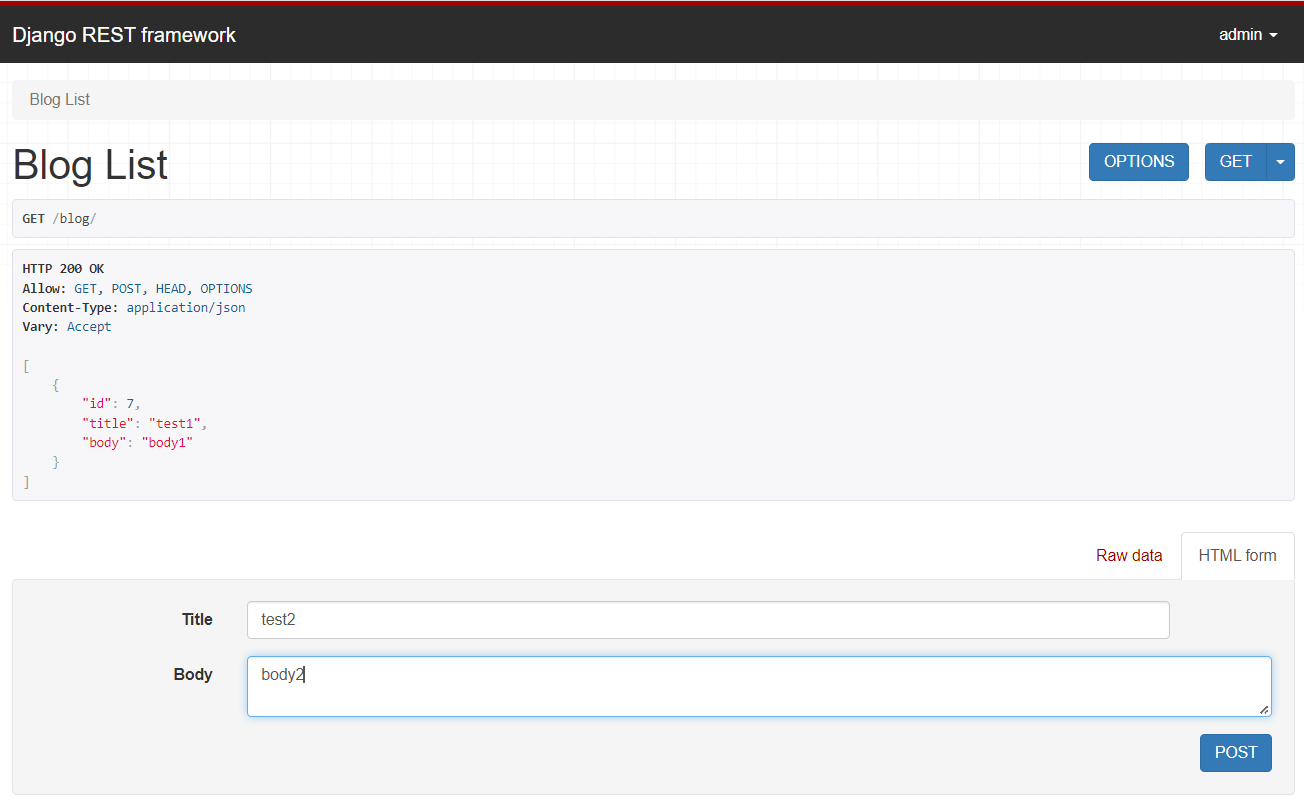 Django REST framework
admin
Blog List
Blog List
OPTIONS
GET
GET /blog/
HTTP 200 OK
Allow: GET, POST, HEAD, OPTIONS
Content-Type: application/json
Vary: Accept
[
    {
        "id": 7,
        "title": "test1",
        "body": "body1"
    }
]
Raw data
HTML form
Title test2
Body body2
POST